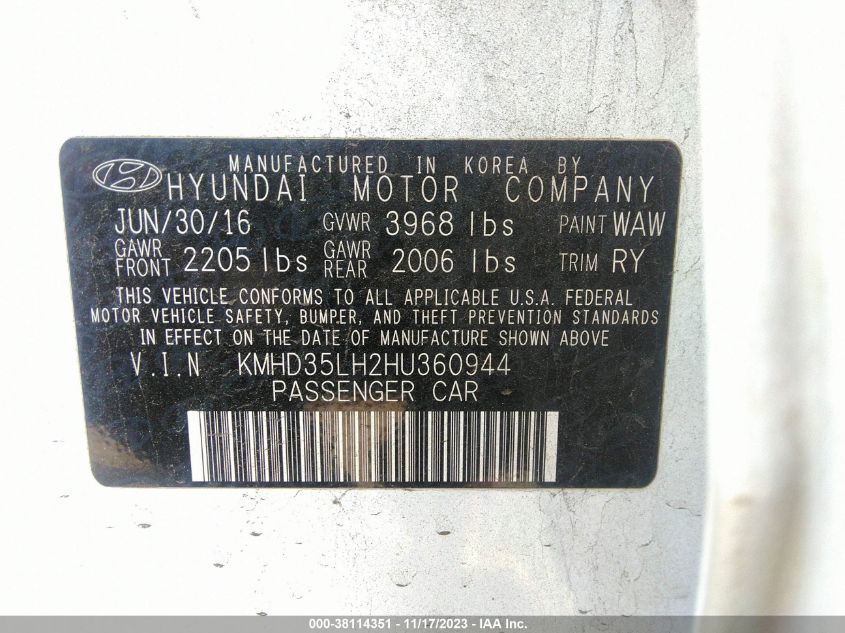 MANUFACTURED IN KOREA BY
HYUNDAI MOTOR COMPANY
JUN/30/16 GVWR 3968 lbs PAINT WAW
GAWR FRONT 2205 lbs GAWR REAR 2006 lbs TRIM RY
THIS VEHICLE CONFORMS TO ALL APPLICABLE U.S.A. FEDERAL
MOTOR VEHICLE SAFETY, BUMPER, AND THEFT PREVENTION STANDARDS
IN EFFECT ON THE DATE OF MANUFACTURE SHOWN ABOVE
V.I.N KMHD35LH2HU360944
PASSENGER CAR
000-38114351 - 11/17/2023 - IAA Inc.